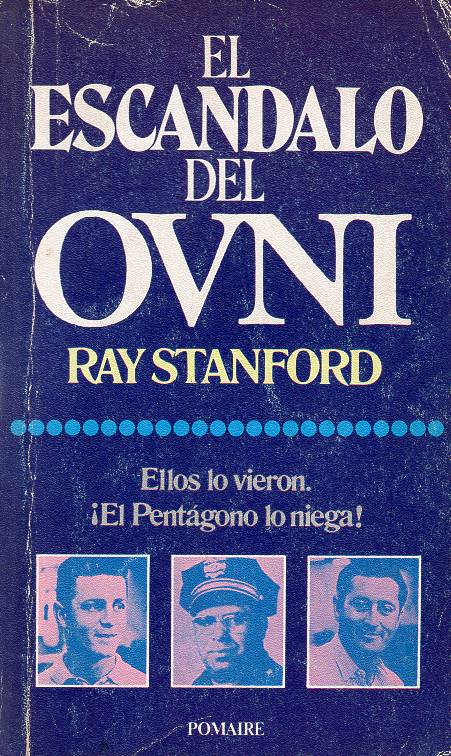 EL
ESCANDALO
DEL
OVNI
RAY STANFORD
Ellos lo vieron.
¡El Pentágono lo niega!
POMAIRE